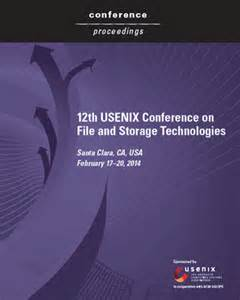 conference
proceedings
12th USENIX Conference on
File and Storage Technologies
Santa Clara, CA, USA
February 17–20, 2014
Sponsored by
usenix